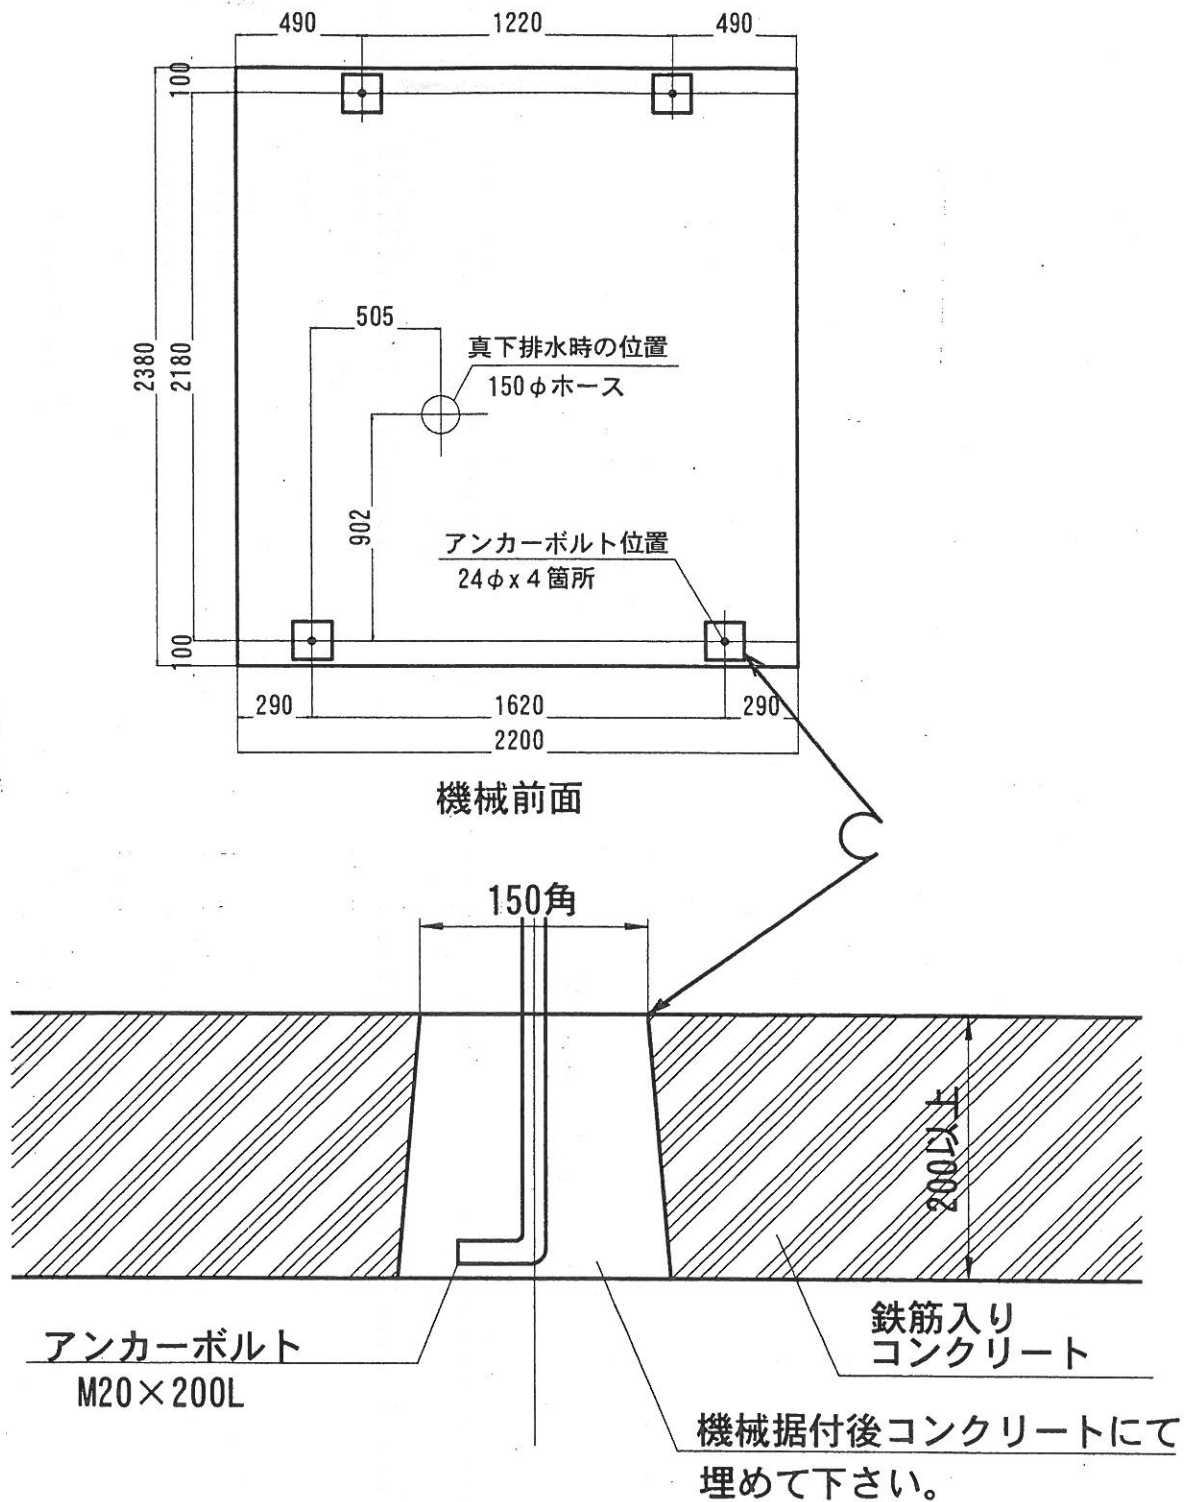 490
1220
490
100
2380
2180
505
真下排水時の位置
150φホース
902
アンカーボルト位置
24φx4箇所
100
290
1620
290
2200
機械前面
150角
200以上
鉄筋入り
コンクリート
アンカーボルト
M20×200L
機械据付後コンクリートにて
埋めて下さい。